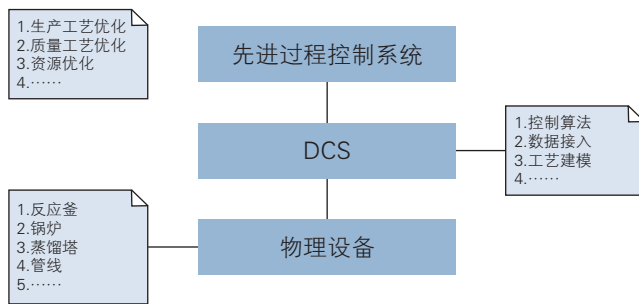 1.生产工艺优化
2.质量工艺优化
3.资源优化
4.……
先进过程控制系统
DCS
1.控制算法
2.数据接入
3.工艺建模
4.……
1.反应釜
2.锅炉
3.蒸馏塔
4.管线
5.……
物理设备